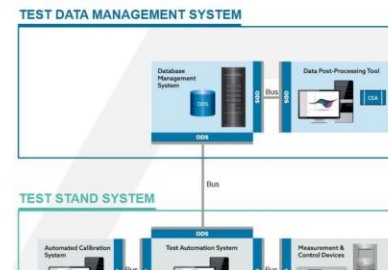 TEST DATA MANAGEMENT SYSTEM
Database
Management
System
ODS
ODS
Bus
ODS
Data Post-Processing Tool
CEA
ODS
Bus
TEST STAND SYSTEM
ODS
Automated Calibration
System
Test Automation System
Measurement &
Control Devices
Bus
Bus